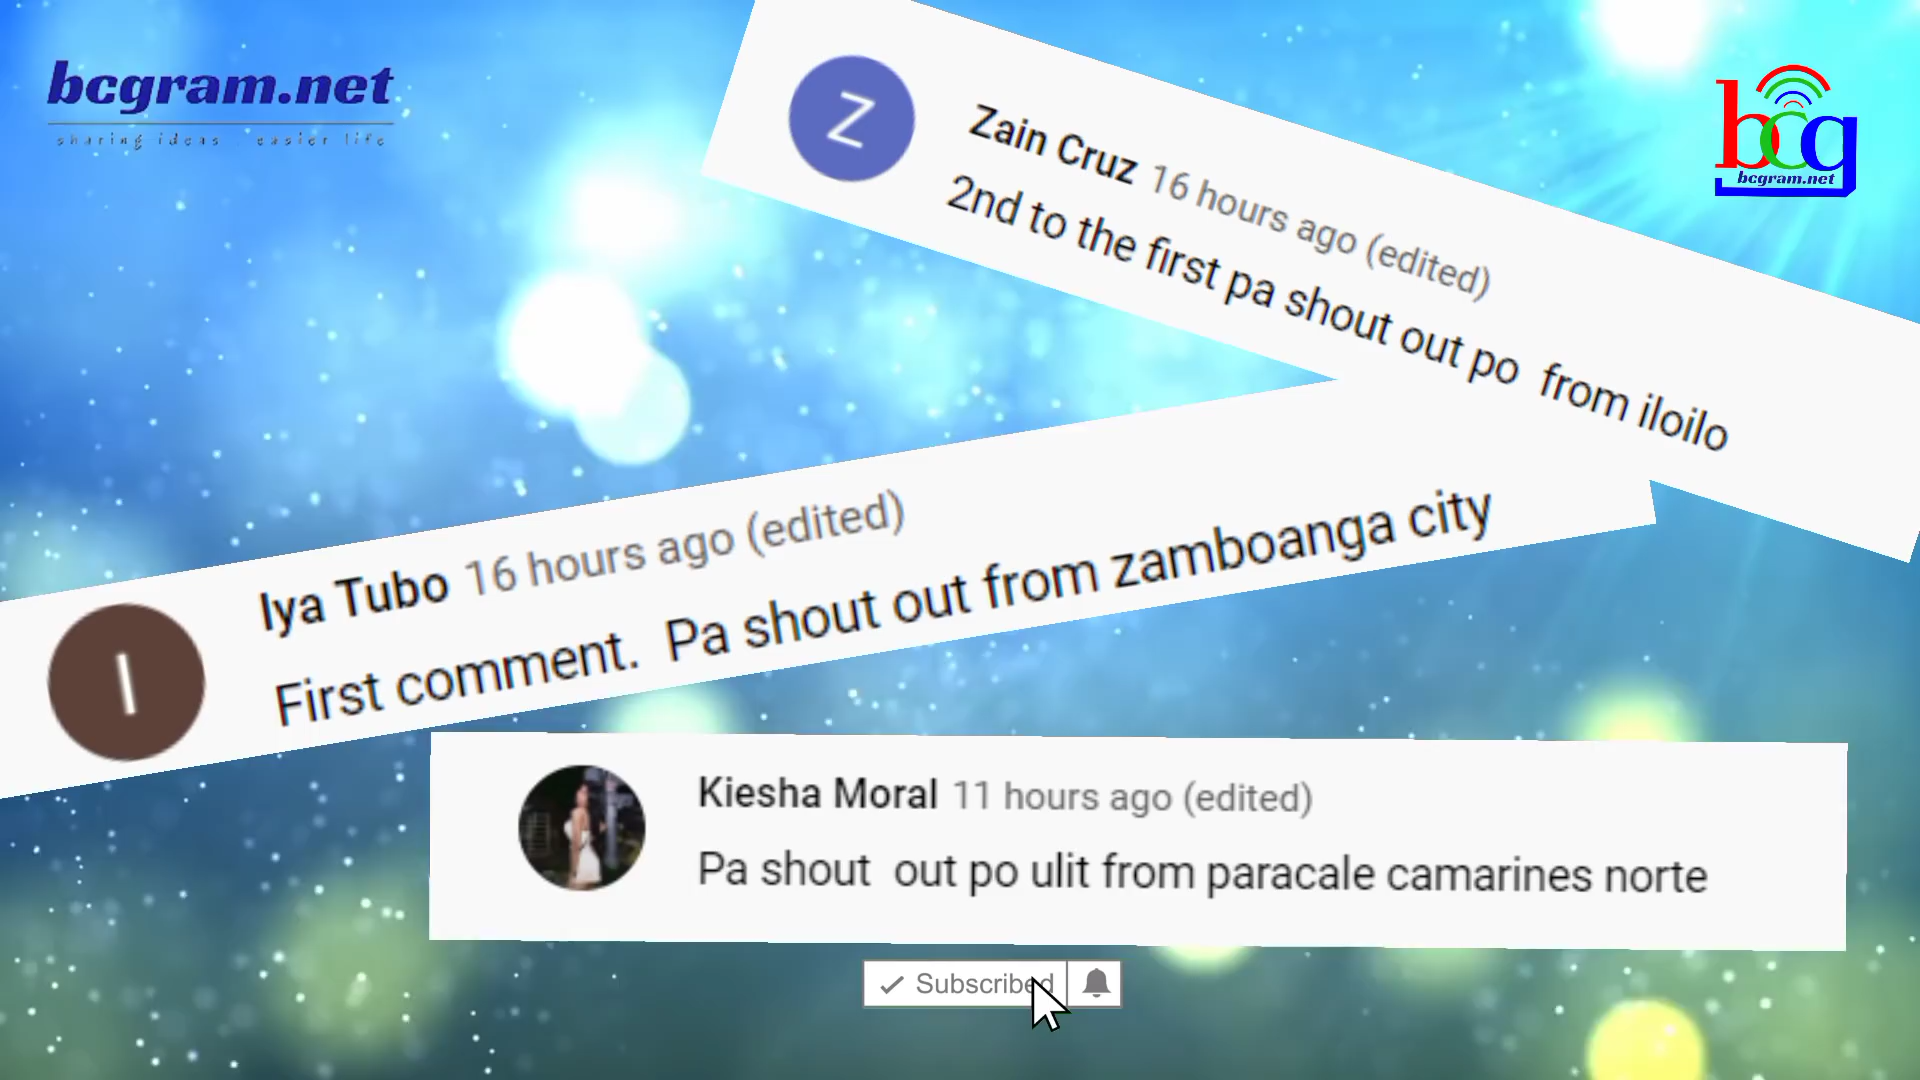 bcgram.net
sharing ideas . easier life
bcg
bcgram.net
Z
Zain Cruz 16 hours ago (edited)
2nd to the first pa shout out po from iloilo
I
Iya Tubo 16 hours ago (edited)
First comment. Pa shout out from zamboanga city
Kiesha Moral 11 hours ago (edited)
Pa shout out po ulit from paracale camarines norte
Subscribed